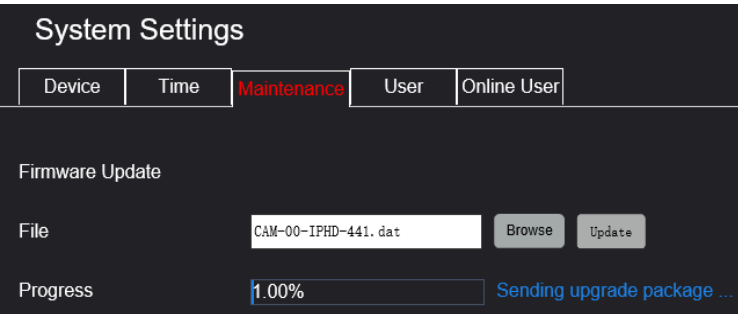 System Settings
Device Time Maintenance User Online User
Firmware Update
File CAM-00-IPHD-441.dat Browse Update
Progress 1.00% Sending upgrade package ...